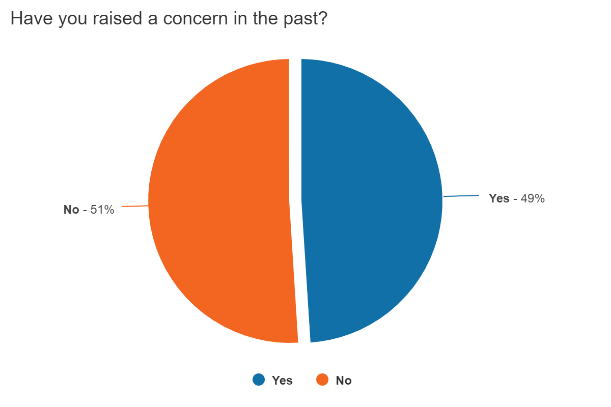 Have you raised a concern in the past?
No - 51%
Yes - 49%
Yes No